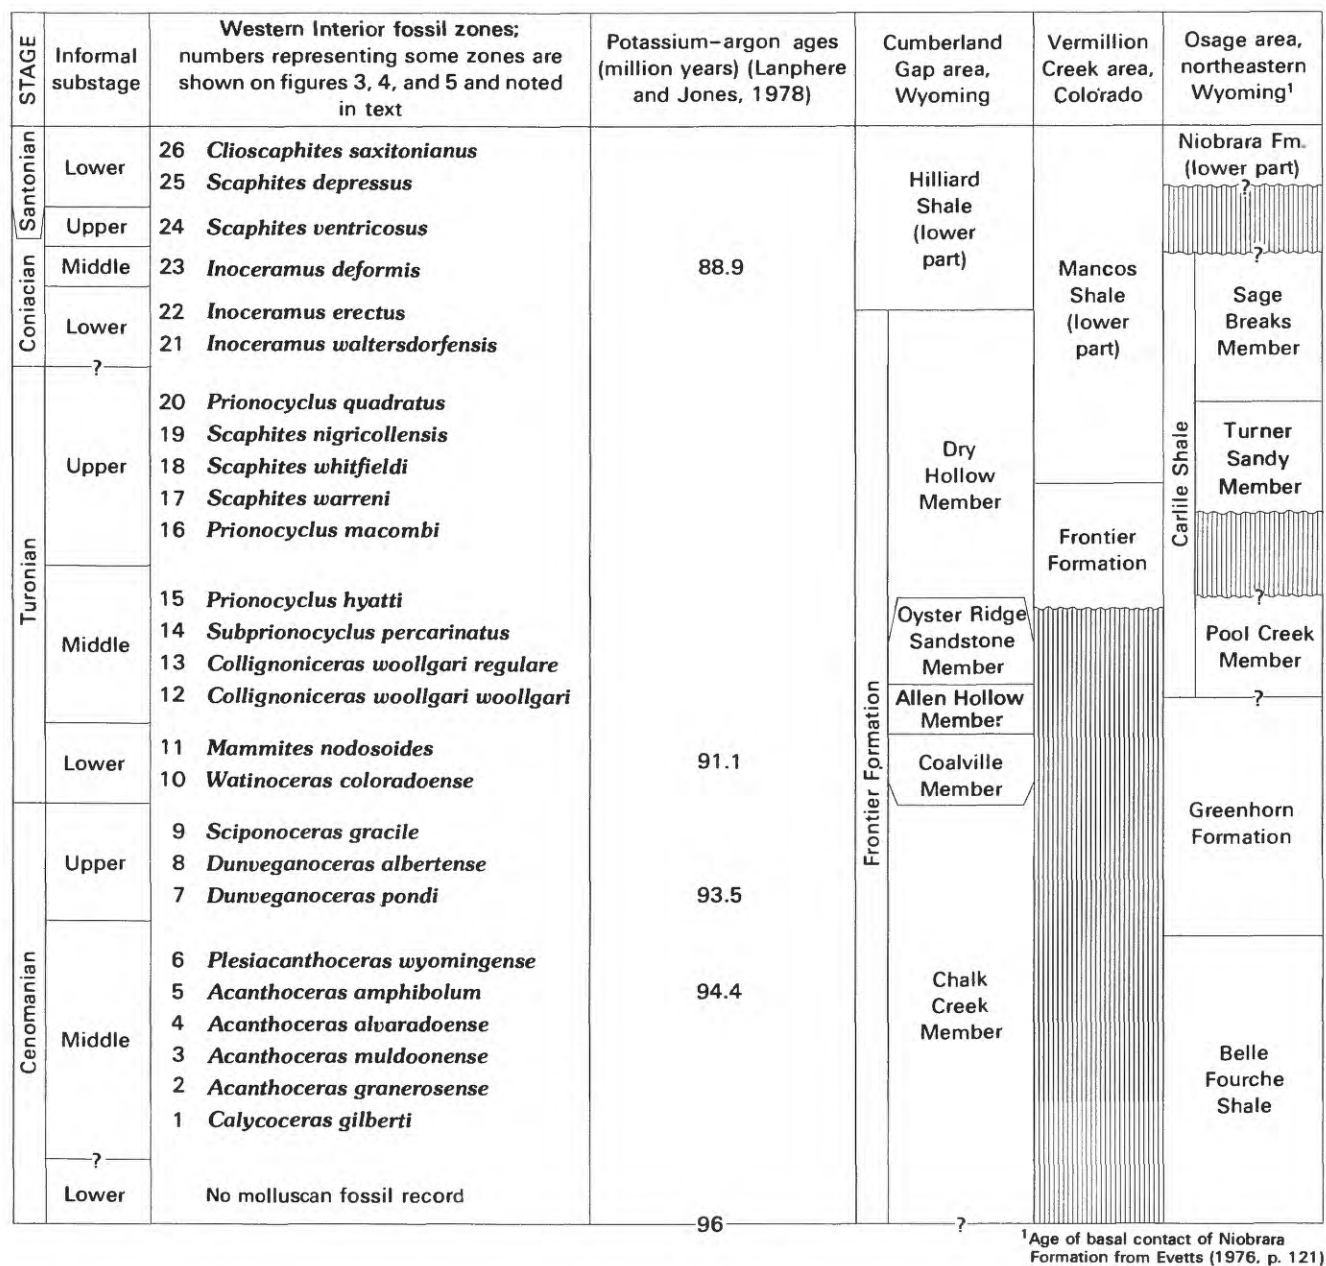 STAGE
Informal
substage
Western Interior fossil zones;
numbers representing some zones are
shown on figures 3, 4, and 5 and noted
in text
Potassium–argon ages
(million years) (Lanphere
and Jones, 1978)
Cumberland
Gap area,
Wyoming
Vermillion
Creek area,
Colorado
Osage area,
northeastern
Wyoming¹
Santonian
Coniacian
Turonian
Cenomanian
Lower
Upper
Middle
Lower
?
Upper
Middle
Lower
Upper
Middle
?
Lower
26 Clioscaphites saxitonianus
25 Scaphites depressus
24 Scaphites ventricosus
23 Inoceramus deformis
22 Inoceramus erectus
21 Inoceramus waltersdorfensis
20 Prionocyclus quadratus
19 Scaphites nigricollensis
18 Scaphites whitfieldi
17 Scaphites warreni
16 Prionocyclus macombi
15 Prionocyclus hyatti
14 Subprionocyclus percarinatus
13 Collignoniceras woollgari regulare
12 Collignoniceras woollgari woollgari
11 Mammites nodosoides
10 Watinoceras coloradoense
9 Sciponoceras gracile
8 Dunveganoceras albertense
7 Dunveganoceras pondi
6 Plesiacanthoceras wyomingense
5 Acanthoceras amphibolum
4 Acanthoceras alvaradoense
3 Acanthoceras muldoonense
2 Acanthoceras granerosense
1 Calycoceras gilberti
No molluscan fossil record
88.9
91.1
93.5
94.4
96
Hilliard
Shale
(lower
part)
Frontier Formation
Dry
Hollow
Member
Oyster Ridge
Sandstone
Member
Allen Hollow
Member
Coalville
Member
Chalk
Creek
Member
?
Mancos
Shale
(lower
part)
Frontier
Formation
Niobrara Fm.
(lower part)
?
?
Carlile Shale
Sage
Breaks
Member
Turner
Sandy
Member
?
Pool Creek
Member
?
Greenhorn
Formation
Belle
Fourche
Shale
¹Age of basal contact of Niobrara
Formation from Evetts (1976, p. 121)